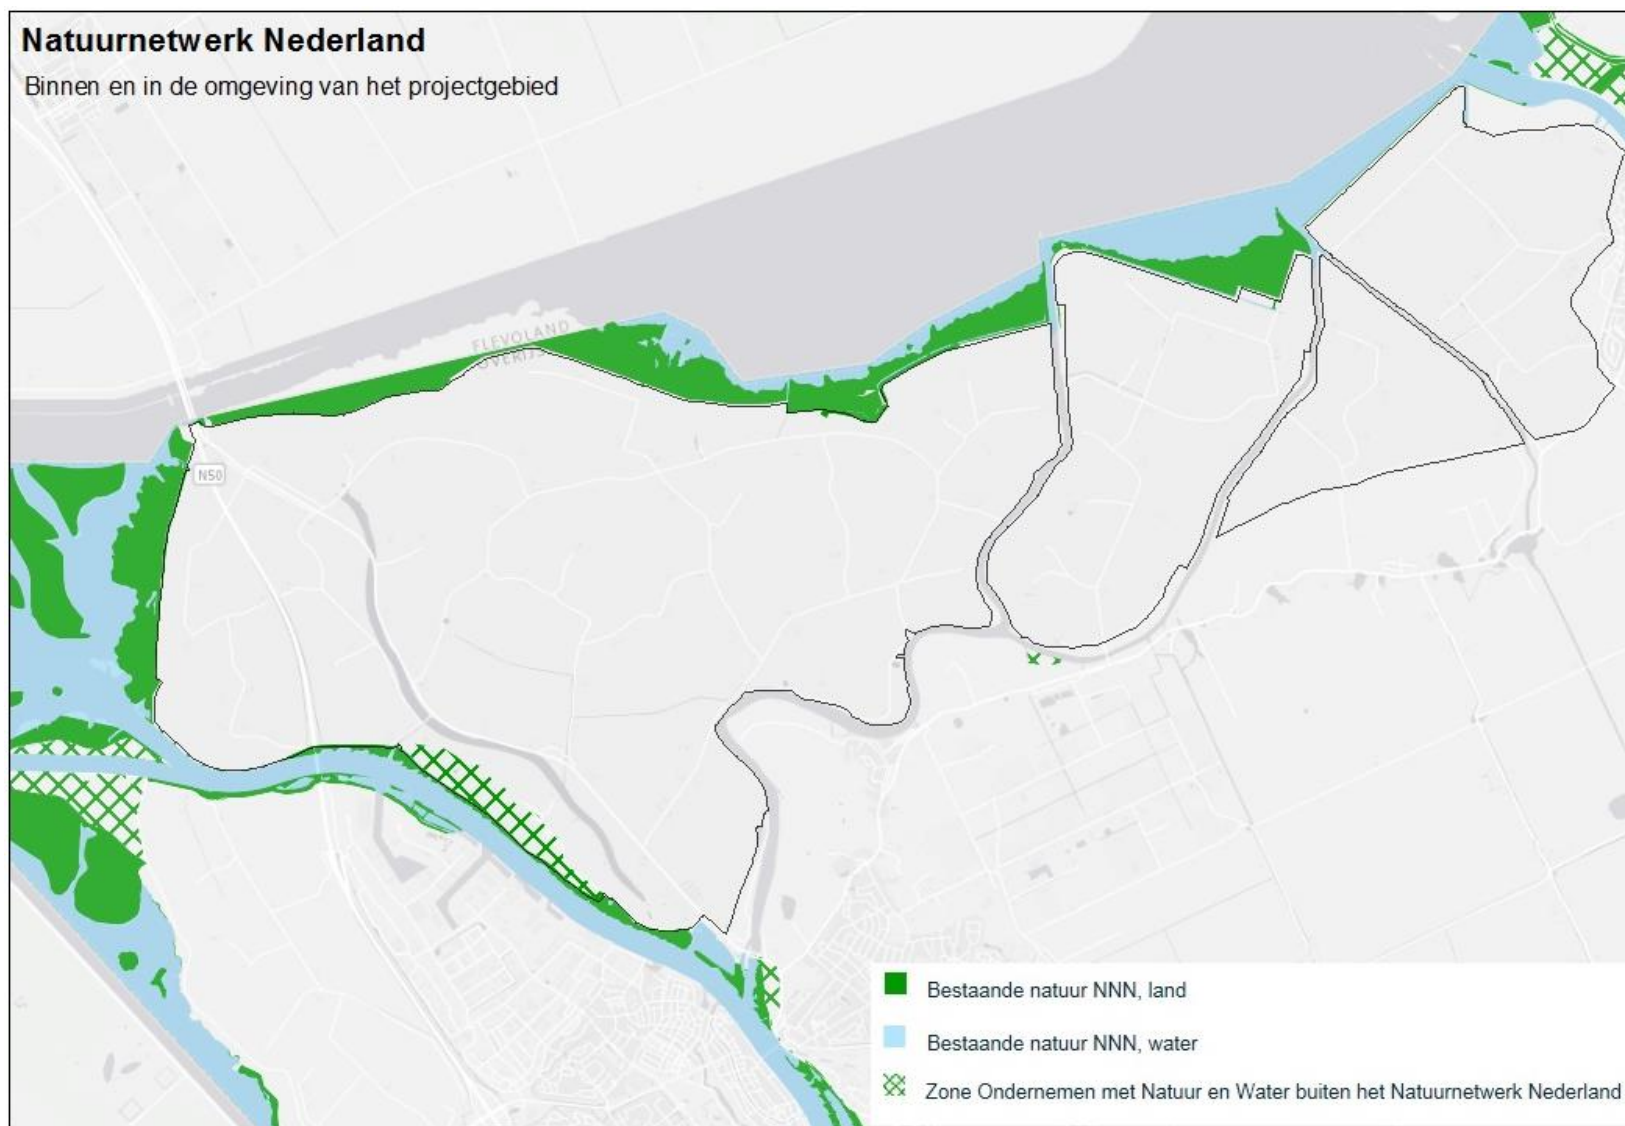 Natuurnetwerk Nederland
Binnen en in de omgeving van het projectgebied
FLEVOLAND
OVERIJS
N50
Bestaande natuur NNN, land
Bestaande natuur NNN, water
Zone Ondernemen met Natuur en Water buiten het Natuurnetwerk Nederland